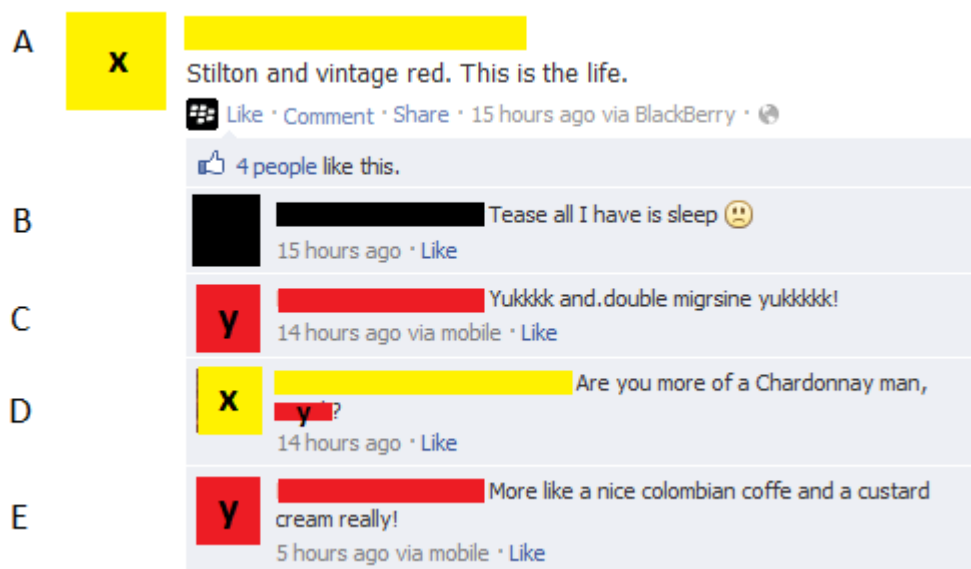 A
x
Stilton and vintage red. This is the life.
Like · Comment · Share · 15 hours ago via BlackBerry ·
4 people like this.
B
Tease all I have is sleep
15 hours ago · Like
C
y
Yukkkk and.double migrsine yukkkkk!
14 hours ago via mobile · Like
D
x
Are you more of a Chardonnay man,
y?
14 hours ago · Like
E
y
More like a nice colombian coffe and a custard
cream really!
5 hours ago via mobile · Like